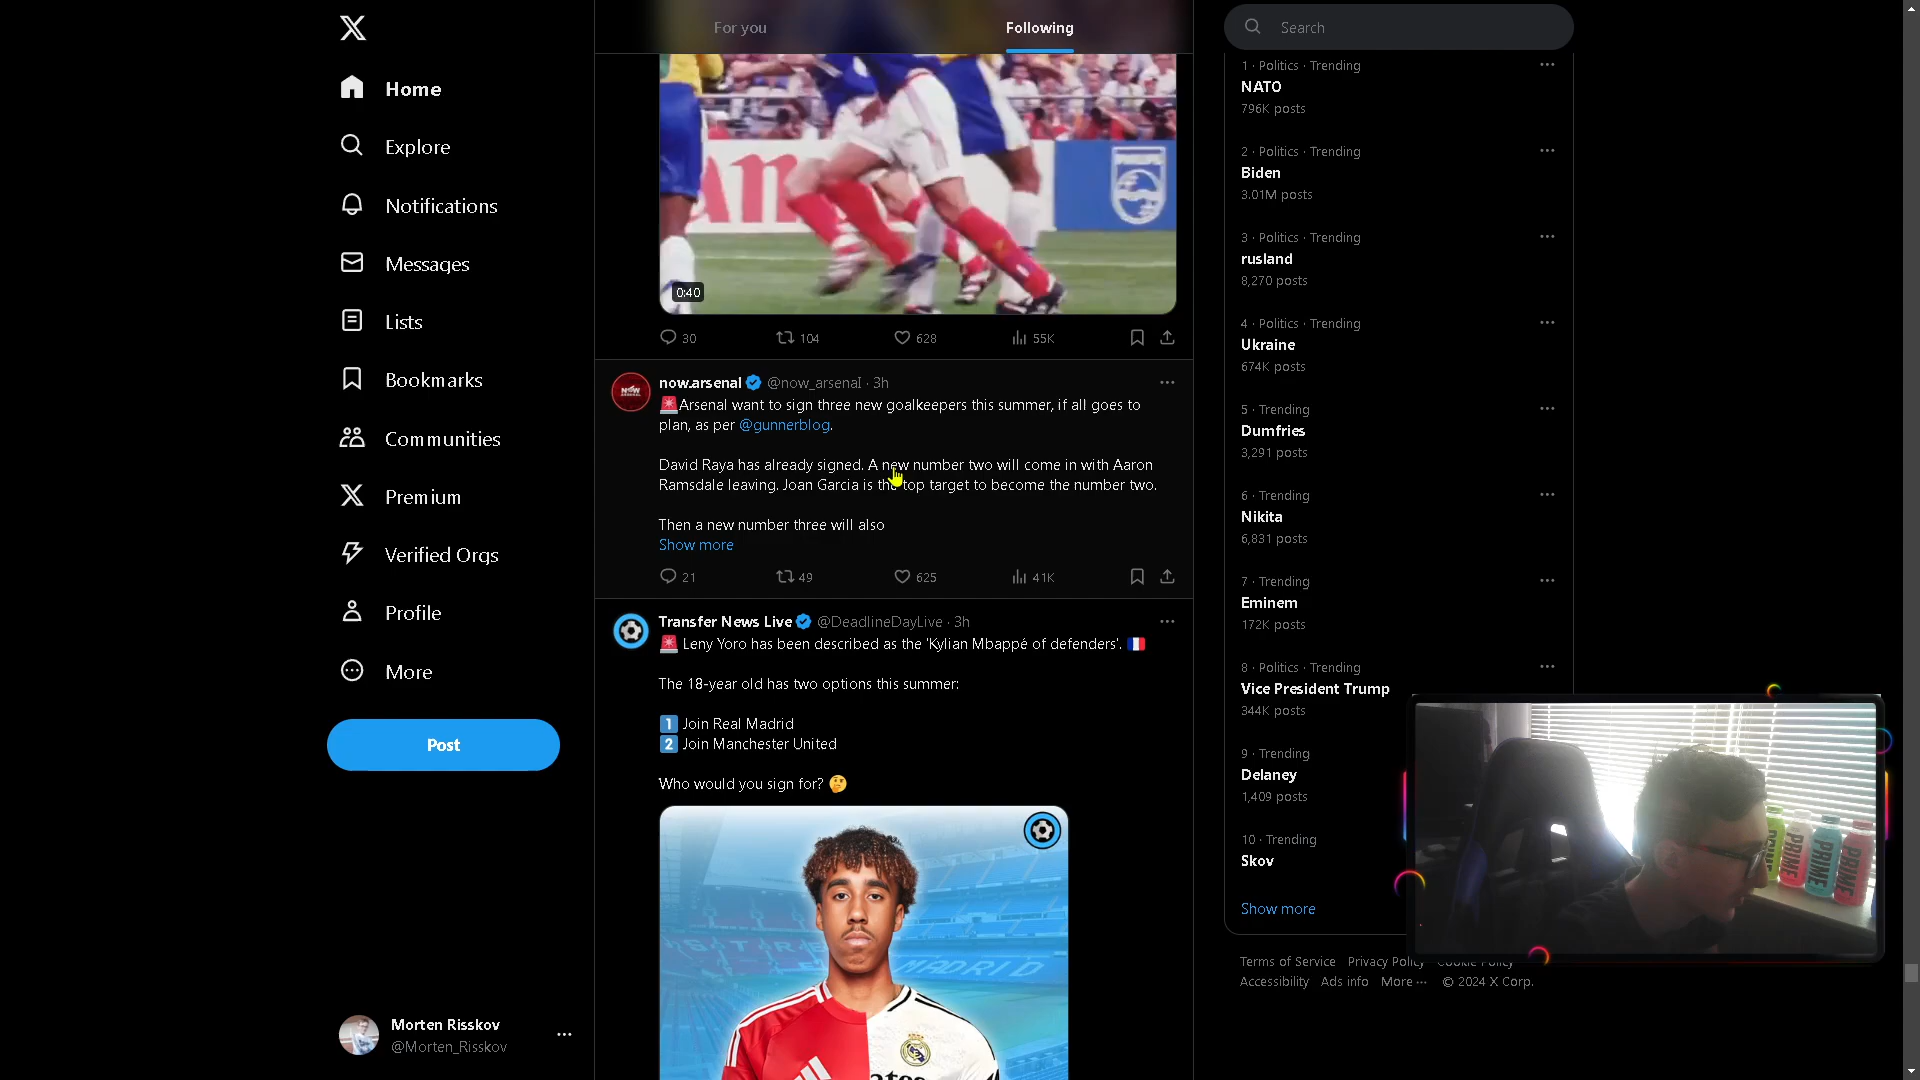 For you
Following
Search
Home
Explore
Notifications
Messages
Lists
Bookmarks
Communities
Premium
Verified Orgs
Profile
More
Post
Morten Risskov
@Morten_Risskov
0:40
30 104 628 55K
now.arsenal @now_arsenaI · 3h
🚨Arsenal want to sign three new goalkeepers this summer, if all goes to
plan, as per @gunnerblog.
David Raya has already signed. A new number two will come in with Aaron
Ramsdale leaving. Joan Garcia is the top target to become the number two.
Then a new number three will also
Show more
21 49 625 41K
Transfer News Live @DeadlineDayLive · 3h
🚨 Leny Yoro has been described as the 'Kylian Mbappé of defenders'. 🇫🇷
The 18-year old has two options this summer:
1️⃣ Join Real Madrid
2️⃣ Join Manchester United
Who would you sign for? 🤔
1 · Politics · Trending
NATO
796K posts
2 · Politics · Trending
Biden
3.01M posts
3 · Politics · Trending
rusland
8,270 posts
4 · Politics · Trending
Ukraine
674K posts
5 · Trending
Dumfries
3,291 posts
6 · Trending
Nikita
6,831 posts
7 · Trending
Eminem
172K posts
8 · Politics · Trending
Vice President Trump
344K posts
9 · Trending
Delaney
1,409 posts
10 · Trending
Skov
Show more
Terms of Service Privacy Policy Cookie Policy
Accessibility Ads info More ··· © 2024 X Corp.
PRIME
PRIME
PRIME
PRIME